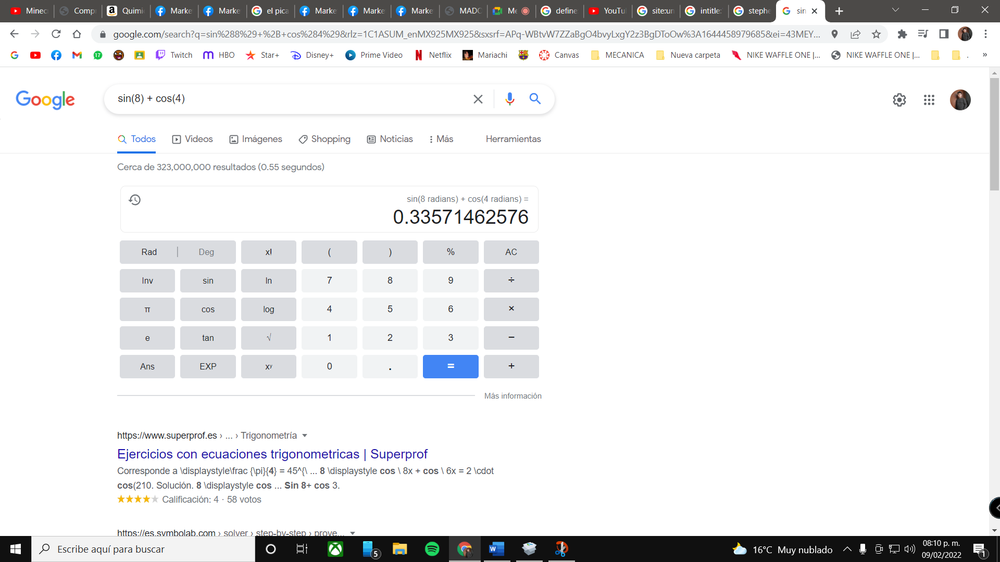 Minec
Compr
Quimi
Marke
Marke
el pica
Marke
Marke
Marke
MADC
Me
define
YouTu
site:un
intitle:
stephe
sin
google.com/search?q=sin%288%29+%2B+cos%284%29&rlz=1C1ASUM_enMX925MX925&sxsrf=APq-WBtvW7ZZaBgO4bvyLxgY2z3BgDToOw%3A1644458979685&ei=43MEY...
17
Twitch
HBO
Star+
Disney+
Prime Video
Netflix
Mariachi
Canvas
MECANICA
Nueva carpeta
NIKE WAFFLE ONE |...
NIKE WAFFLE ONE |...
.
»
Google
sin(8) + cos(4)
Todos
Videos
Imágenes
Shopping
Noticias
Más
Herramientas
Cerca de 323,000,000 resultados (0.55 segundos)
sin(8 radians) + cos(4 radians) =
0.33571462576
Rad | Deg x! ( ) % AC
Inv sin ln 7 8 9 ÷
π cos log 4 5 6 ×
e tan √ 1 2 3 −
Ans EXP xʸ 0 . = +
Más información
https://www.superprof.es › ... › Trigonometría
Ejercicios con ecuaciones trigonometricas | Superprof
Corresponde a \displaystyle\frac {\pi}{4} = 45^{\ ... 8 \displaystyle cos \ 8x + cos \ 6x = 2 \cdot
cos(210. Solución. 8 \displaystyle cos ... Sin 8+ cos 3.
Calificación: 4 · 58 votos
https://es.symbolab.com › solver › step-by-step › prove...
Escribe aquí para buscar
5
16°C Muy nublado
08:10 p. m.
09/02/2022
1